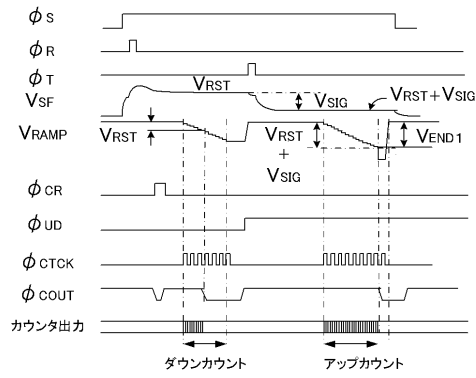 φS
φR
φT
VSF
VRST
VSIG
VRST+VSIG
VRAMP
VRST
VRST
+
VSIG
VEND1
φCR
φUD
φCTCK
φCOUT
カウンタ出力
ダウンカウント
アップカウント